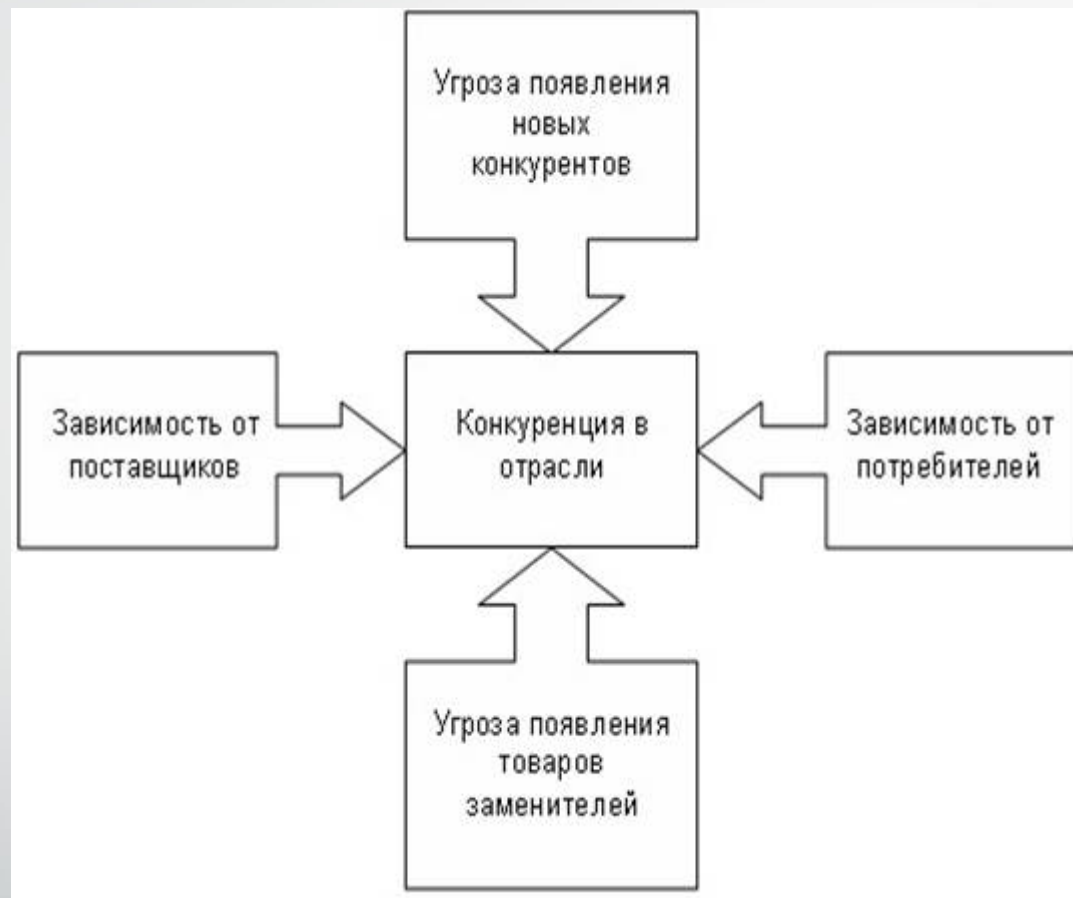 Угроза появления
новых
конкурентов
Зависимость от
поставщиков
Конкуренция в
отрасли
Зависимость от
потребителей
Угроза появления
товаров
заменителей